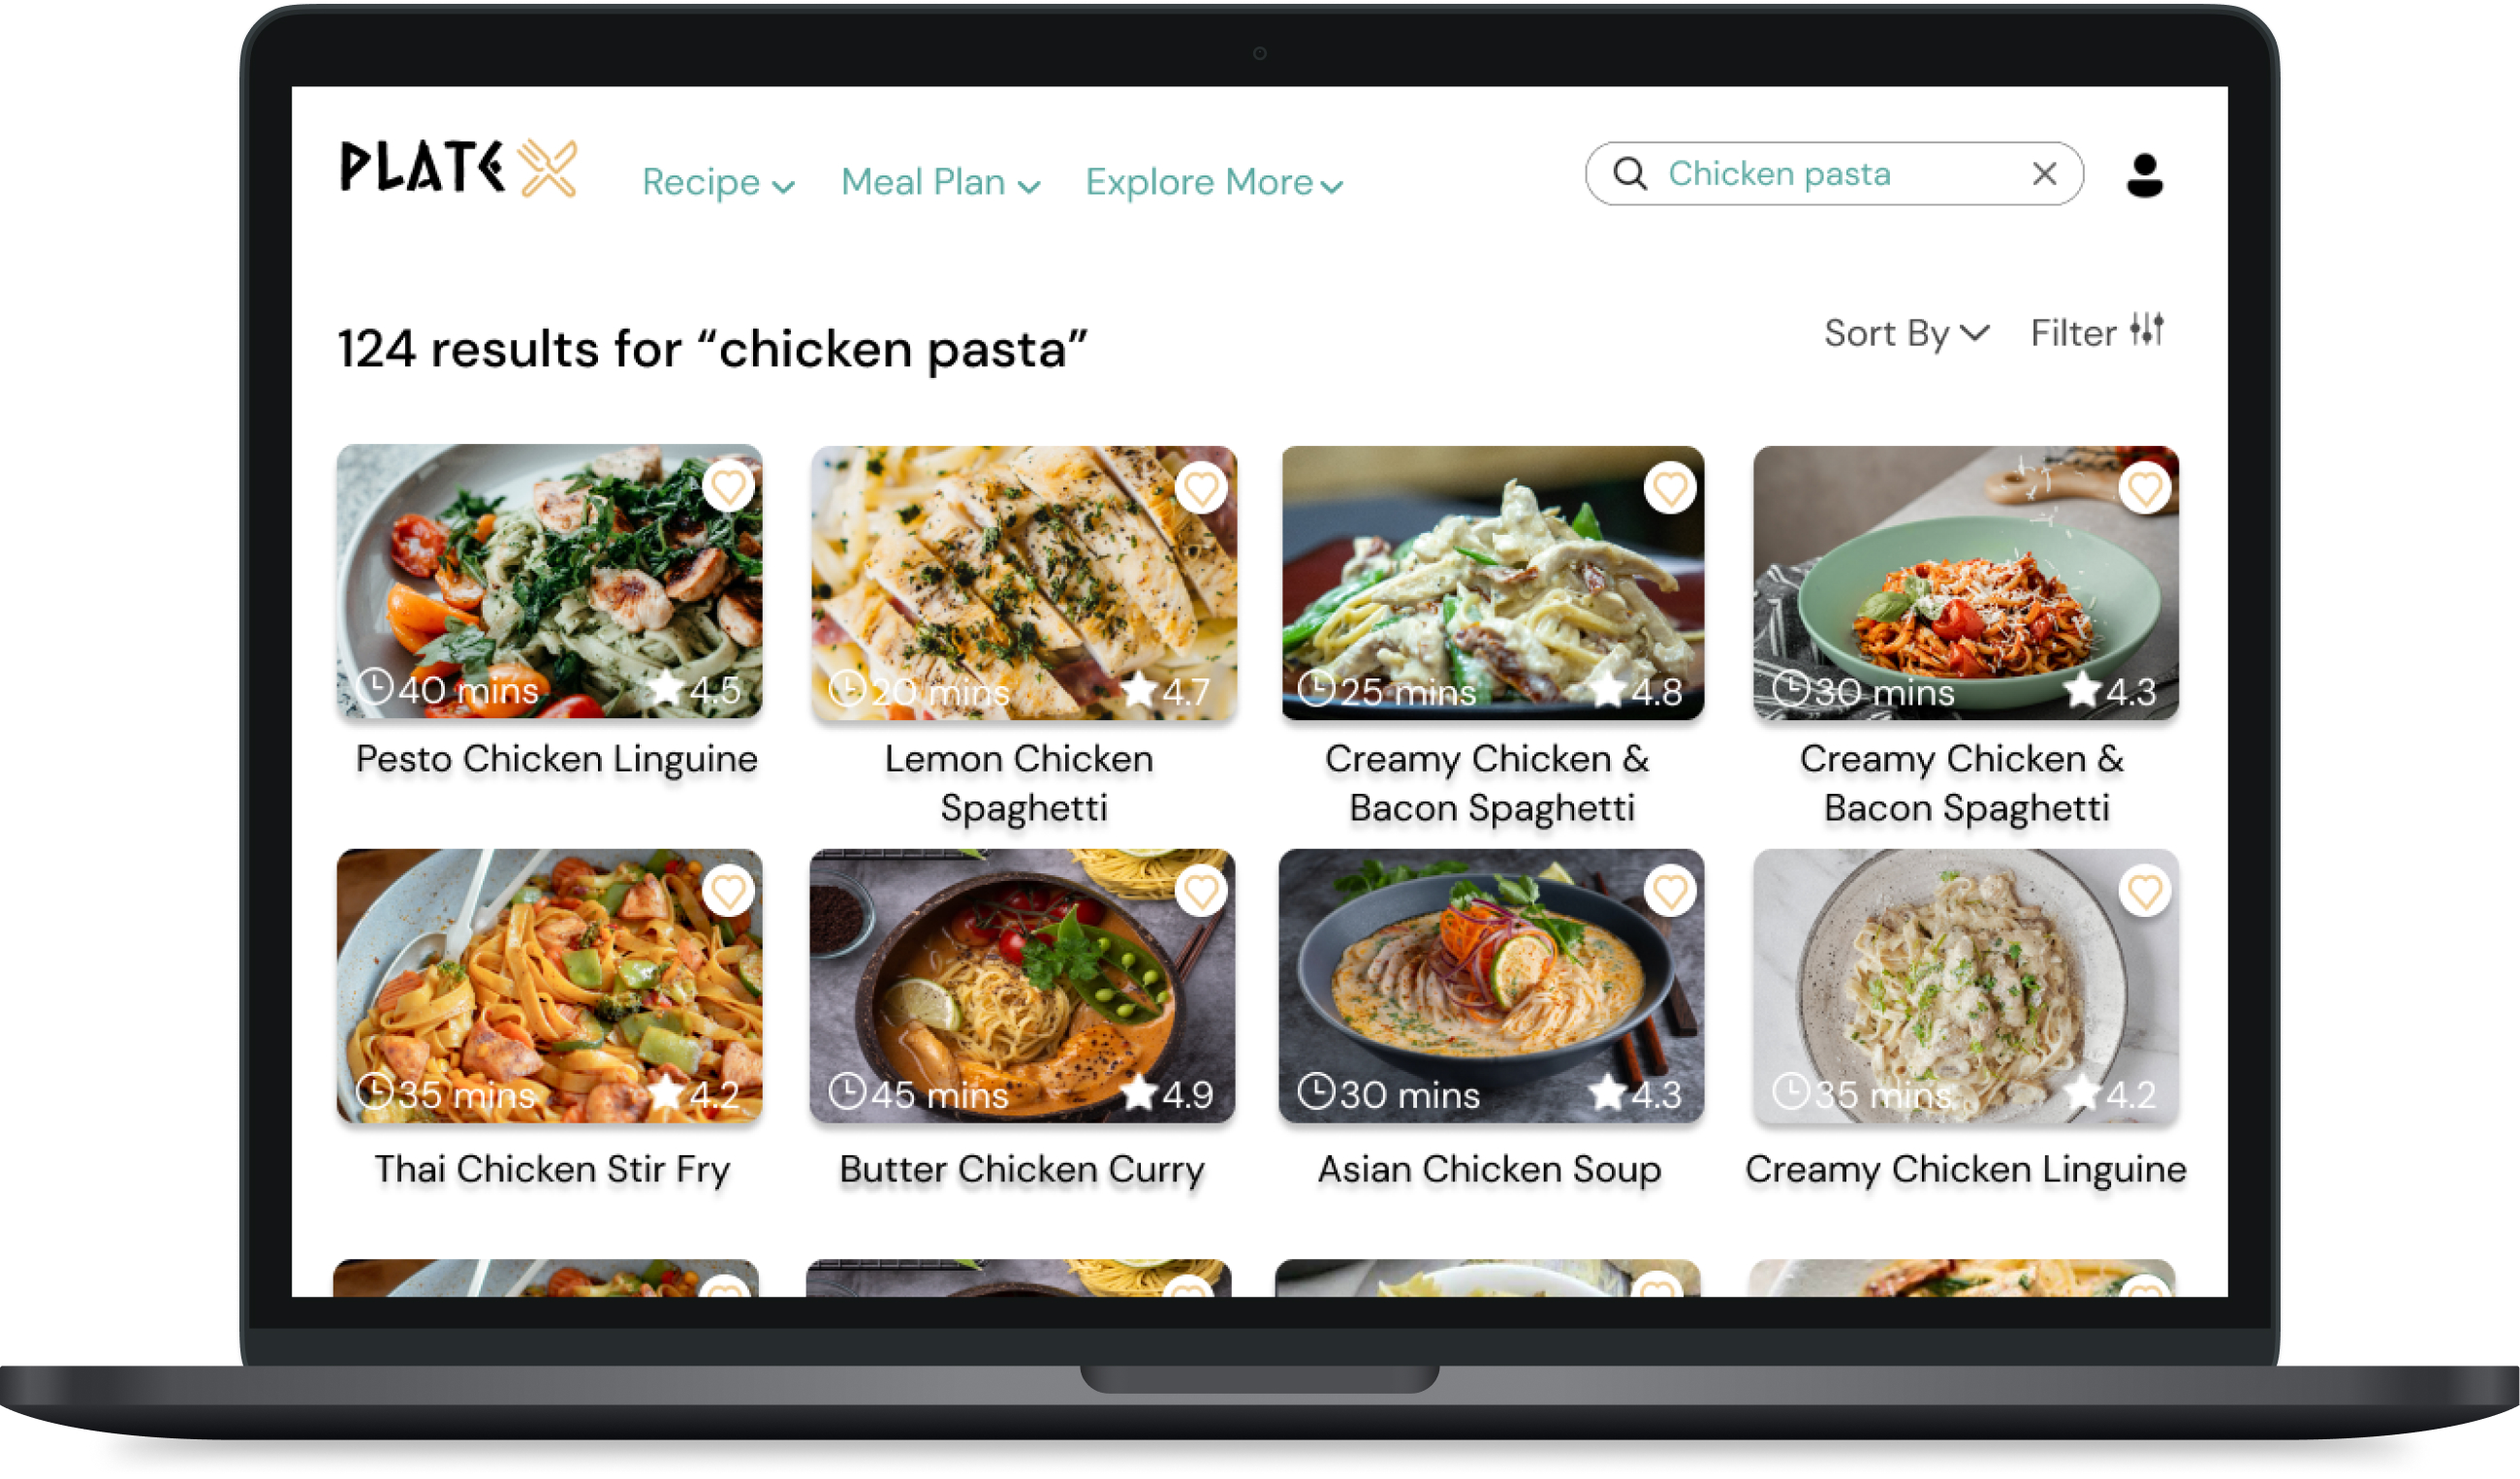 PLATE
Recipe
Meal Plan
Explore More
Chicken pasta
124 results for “chicken pasta”
Sort By
Filter
40 mins
4.5
20 mins
4.7
25 mins
4.8
30 mins
4.3
Pesto Chicken Linguine
Lemon Chicken
Spaghetti
Creamy Chicken &
Bacon Spaghetti
Creamy Chicken &
Bacon Spaghetti
35 mins
4.2
45 mins
4.9
30 mins
4.3
35 mins
4.2
Thai Chicken Stir Fry
Butter Chicken Curry
Asian Chicken Soup
Creamy Chicken Linguine